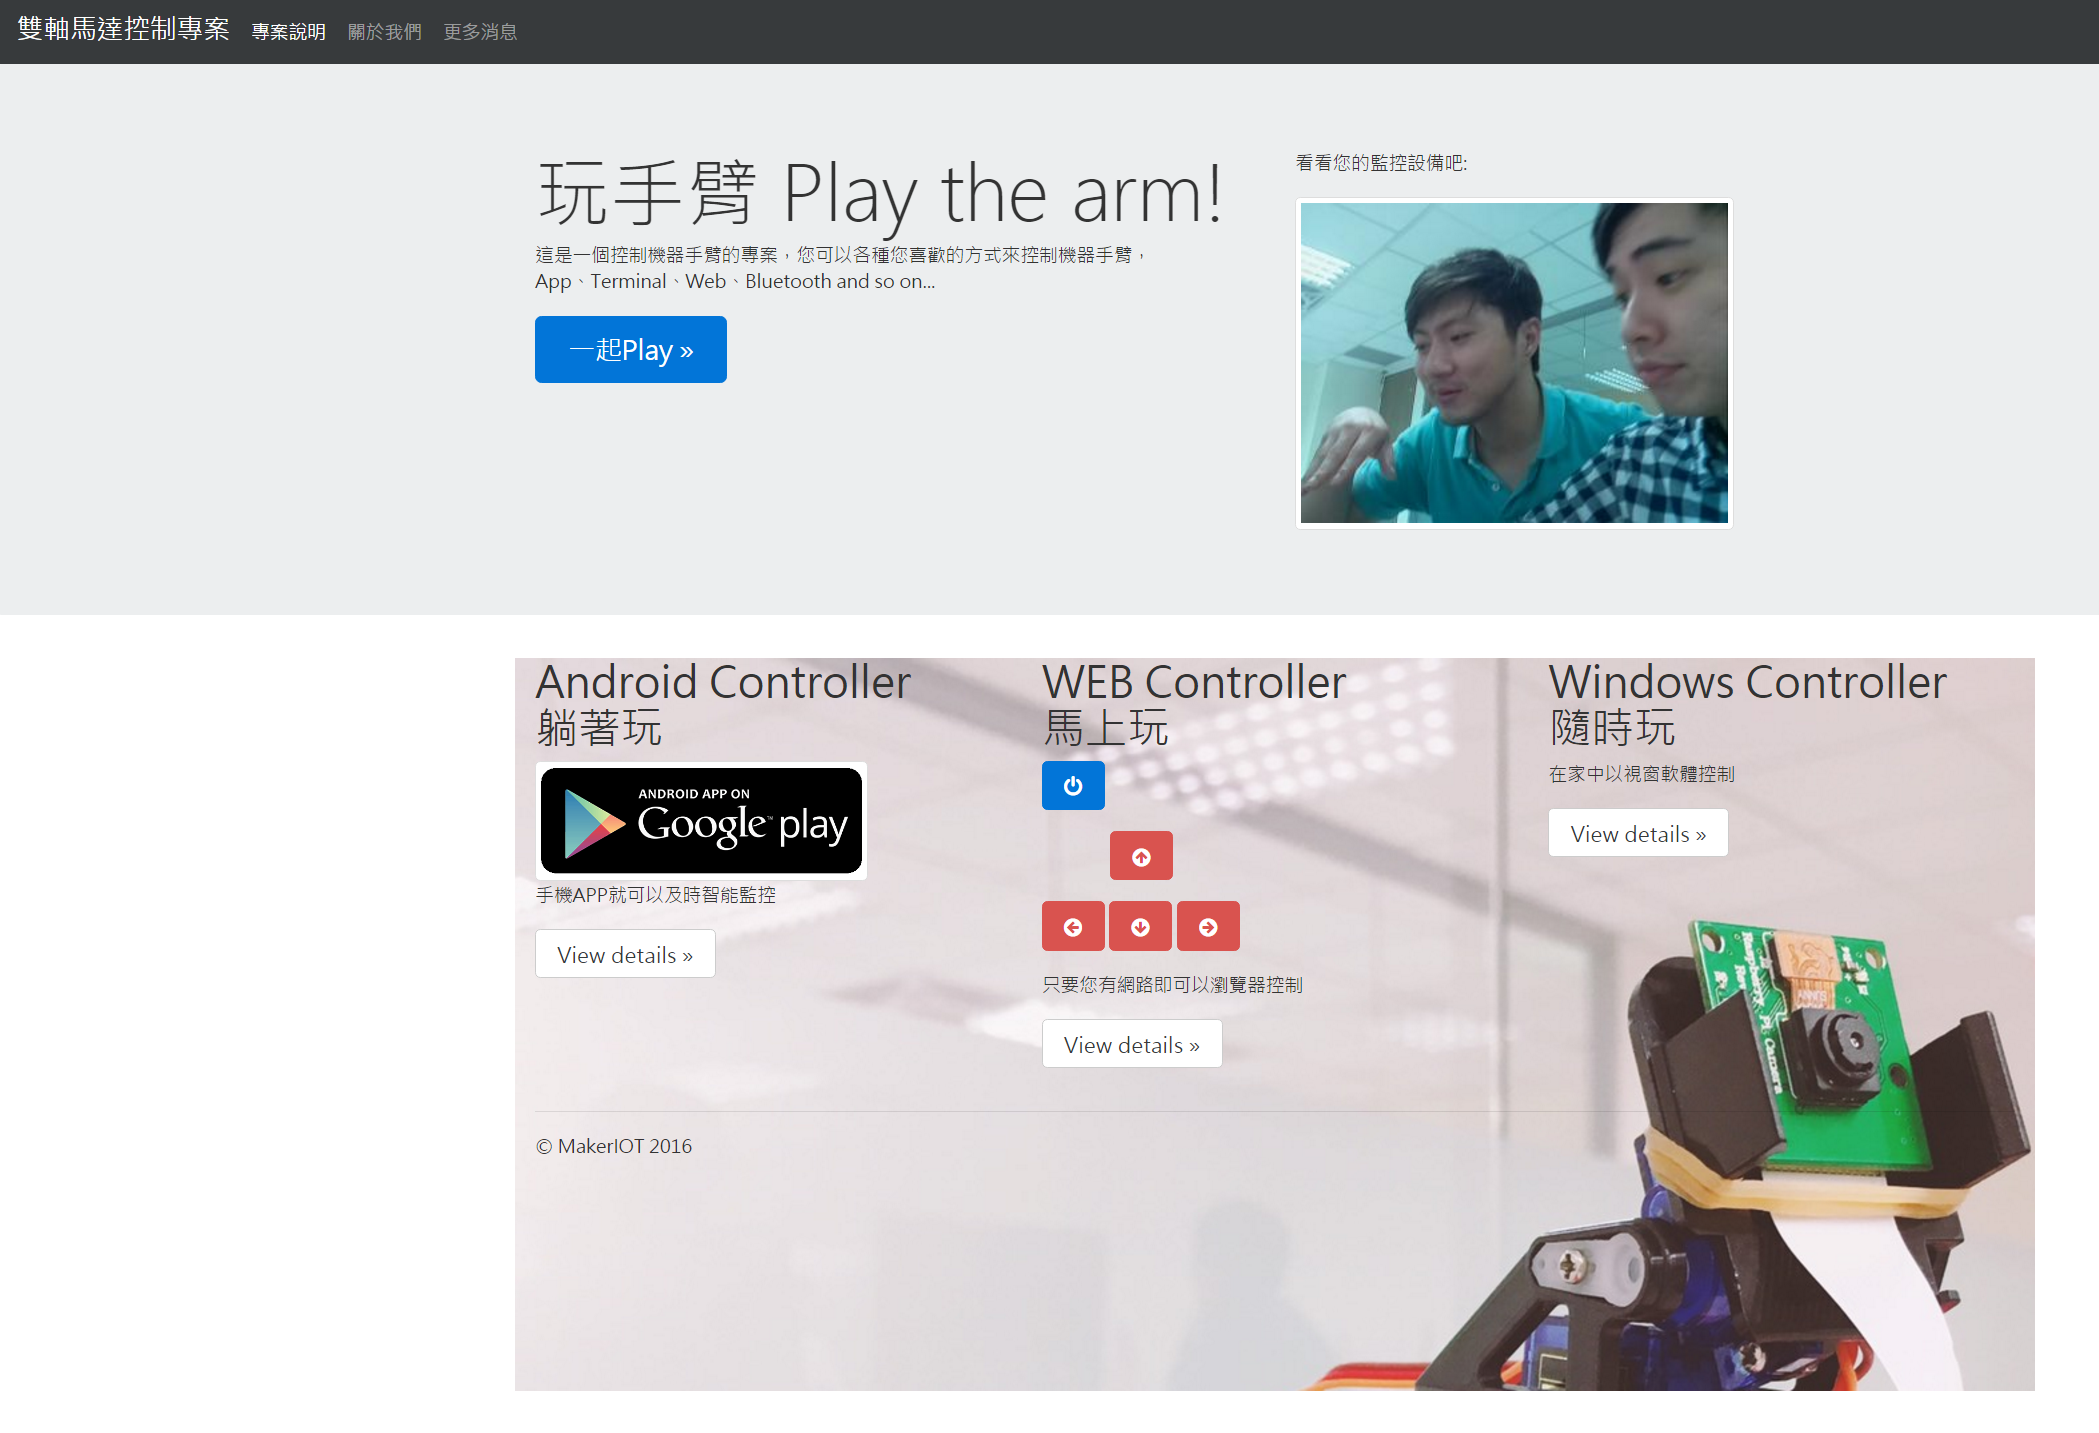 雙軸馬達控制專案 專案說明 關於我們 更多消息
玩手臂 Play the arm!
這是一個控制機器手臂的專案，您可以各種您喜歡的方式來控制機器手臂，
App、Terminal、Web、Bluetooth and so on...
一起Play »
看看您的監控設備吧:
Android Controller
躺著玩
ANDROID APP ON
Google™ play
手機APP就可以及時智能監控
View details »
WEB Controller
馬上玩
只要您有網路即可以瀏覽器控制
View details »
Windows Controller
隨時玩
在家中以視窗軟體控制
View details »
Raspberry Pi Camera
© MakerIOT 2016